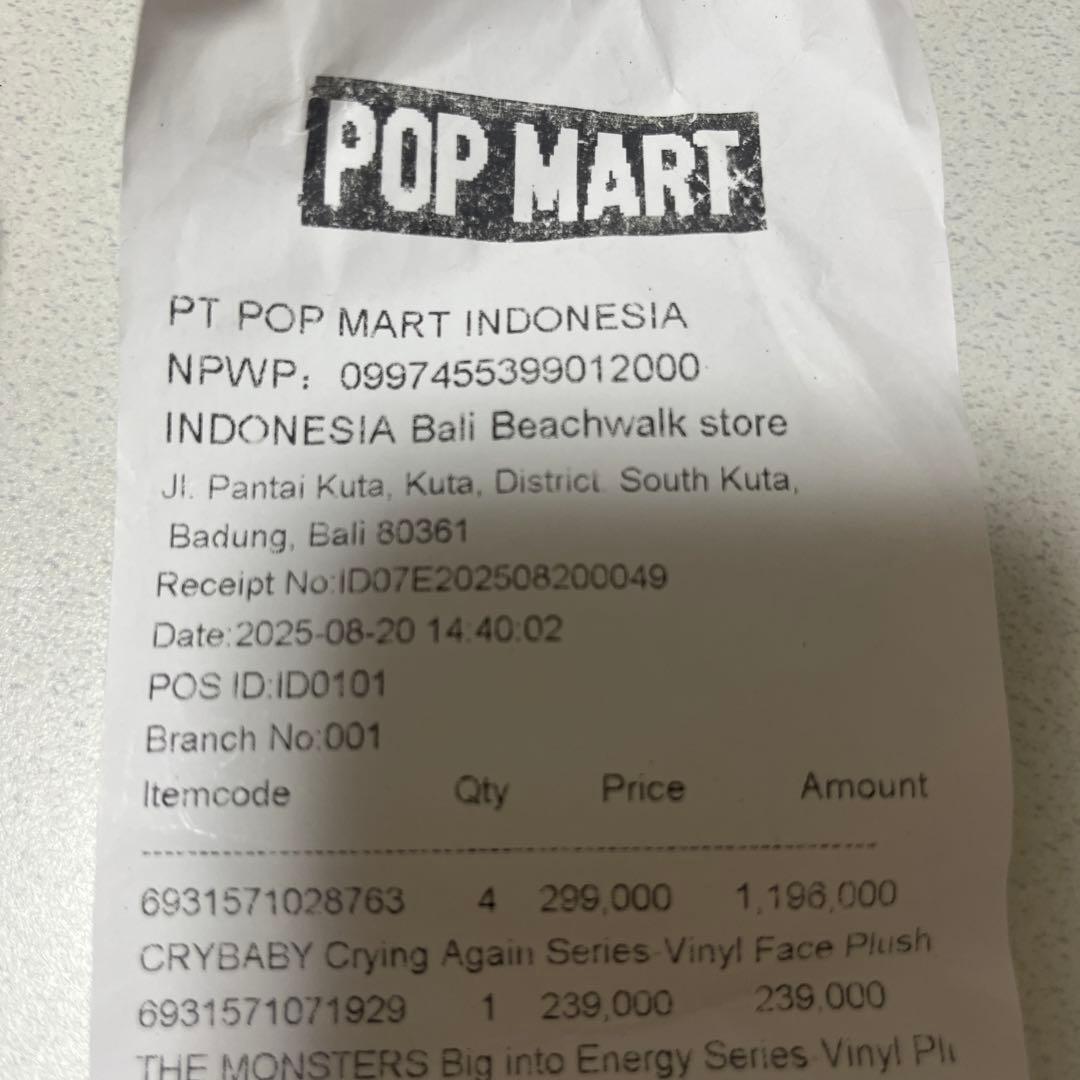 POP MART
PT POP MART INDONESIA
NPWP: 0997455399012000
INDONESIA Bali Beachwalk store
Jl. Pantai Kuta, Kuta, District. South Kuta,
Badung, Bali 80361
Receipt No:ID07E202508200049
Date:2025-08-20 14:40:02
POS ID:ID0101
Branch No:001
Itemcode Qty Price Amount
6931571028763 4 299,000 1,196,000
CRYBABY Crying Again Series-Vinyl Face Plush
6931571071929 1 239,000 239,000
THE MONSTERS Big into Energy Series-Vinyl